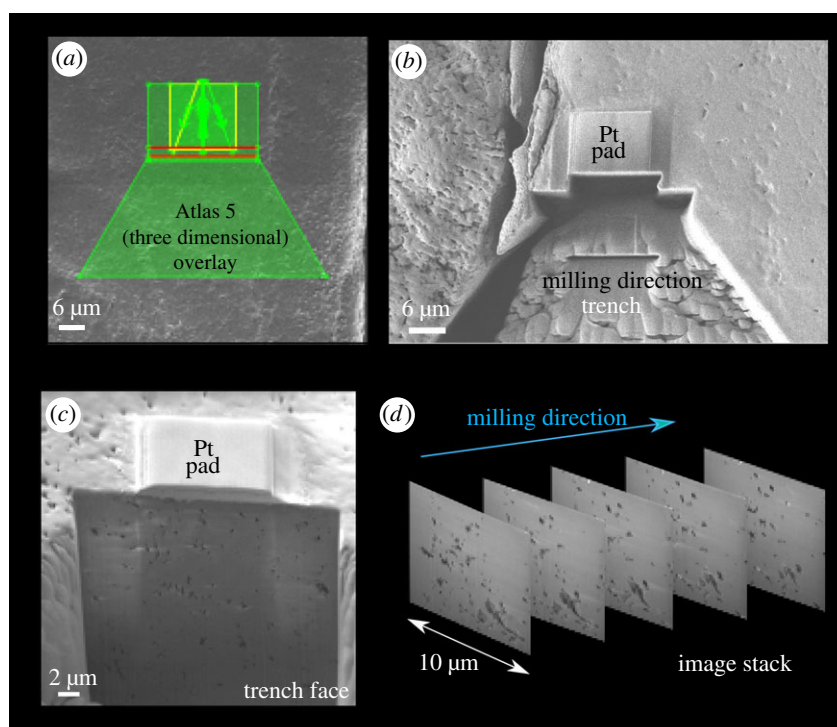 (a)
Atlas 5
(three dimensional)
overlay
6 µm
(b)
Pt
pad
milling direction
trench
6 µm
(c)
Pt
pad
2 µm
trench face
(d)
milling direction
10 µm
image stack